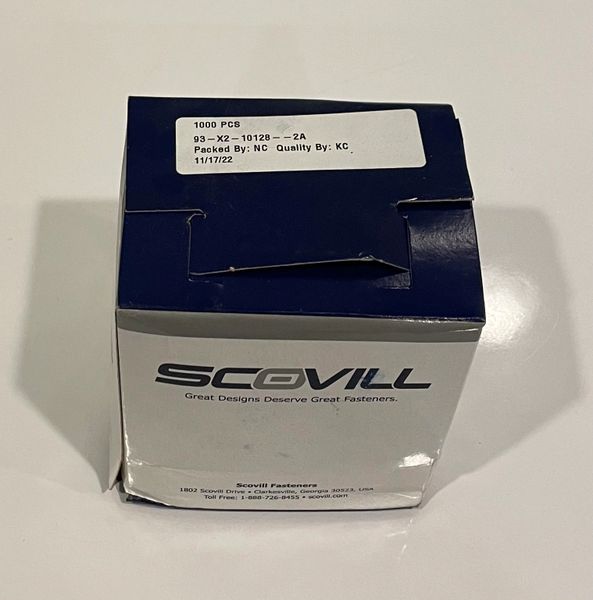 1000 PCS
93-X2-10128--2A
Packed By: NC Quality By: KC
11/17/22
SCOVILL
Great Designs Deserve Great Fasteners.
Scovill Fasteners
1802 Scovill Drive • Clarkesville, Georgia 30523, USA
Toll Free: 1-888-726-8455 • scovill.com